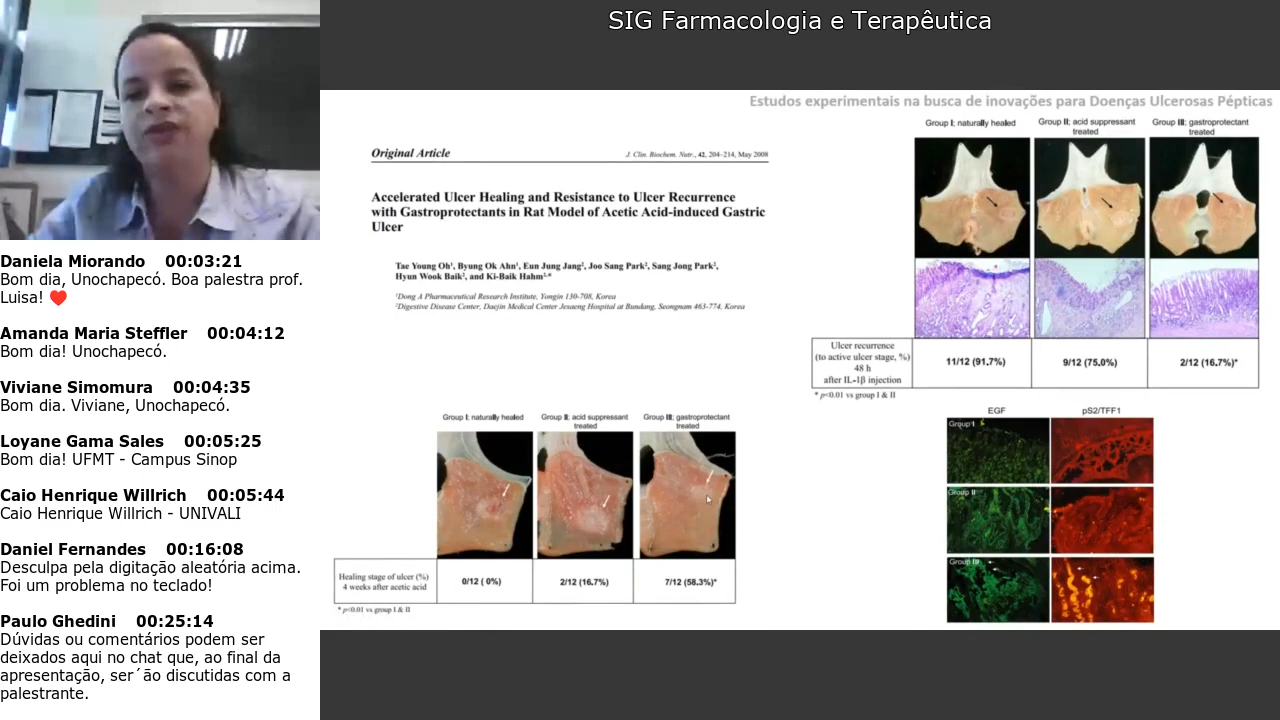 SIG Farmacologia e Terapêutica
Daniela Miorando 00:03:21
Bom dia, Unochapecó. Boa palestra prof.
Luisa! ❤️
Amanda Maria Steffler 00:04:12
Bom dia! Unochapecó.
Viviane Simomura 00:04:35
Bom dia. Viviane, Unochapecó.
Loyane Gama Sales 00:05:25
Bom dia! UFMT - Campus Sinop
Caio Henrique Willrich 00:05:44
Caio Henrique Willrich - UNIVALI
Daniel Fernandes 00:16:08
Desculpa pela digitação aleatória acima.
Foi um problema no teclado!
Paulo Ghedini 00:25:14
Dúvidas ou comentários podem ser
deixados aqui no chat que, ao final da
apresentação, ser´ão discutidas com a
palestrante.
Estudos experimentais na busca de inovações para Doenças Ulcerosas Pépticas
Original Article J. Clin. Biochem. Nutr., 42, 204–214, May 2008
Accelerated Ulcer Healing and Resistance to Ulcer Recurrence
with Gastroprotectants in Rat Model of Acetic Acid-induced Gastric
Ulcer
Tae Young Oh¹, Byung Ok Ahn¹, Eun Jung Jang², Joo Sang Park², Sang Jong Park²,
Hyun Wook Baik², and Ki-Baik Hahm²,*
¹Dong A Pharmaceutical Research Institute, Yongin 130-708, Korea
²Digestive Disease Center, Daejin Medical Center Jesaeng Hospital at Bundang, Seongnam 463-774, Korea
Group I; naturally healed Group II; acid suppressant treated Group III; gastroprotectant treated
Ulcer recurrence
(to active ulcer stage, %)
48 h
after IL-1β injection
11/12 (91.7%) 9/12 (75.0%) 2/12 (16.7%)*
* p<0.01 vs group I & II
Group I; naturally healed Group II; acid suppressant treated Group III; gastroprotectant treated
Healing stage of ulcer (%)
4 weeks after acetic acid
0/12 ( 0%) 2/12 (16.7%) 7/12 (58.3%)*
* p<0.01 vs group I & II
EGF pS2/TFF1
Group I
Group II
Group III